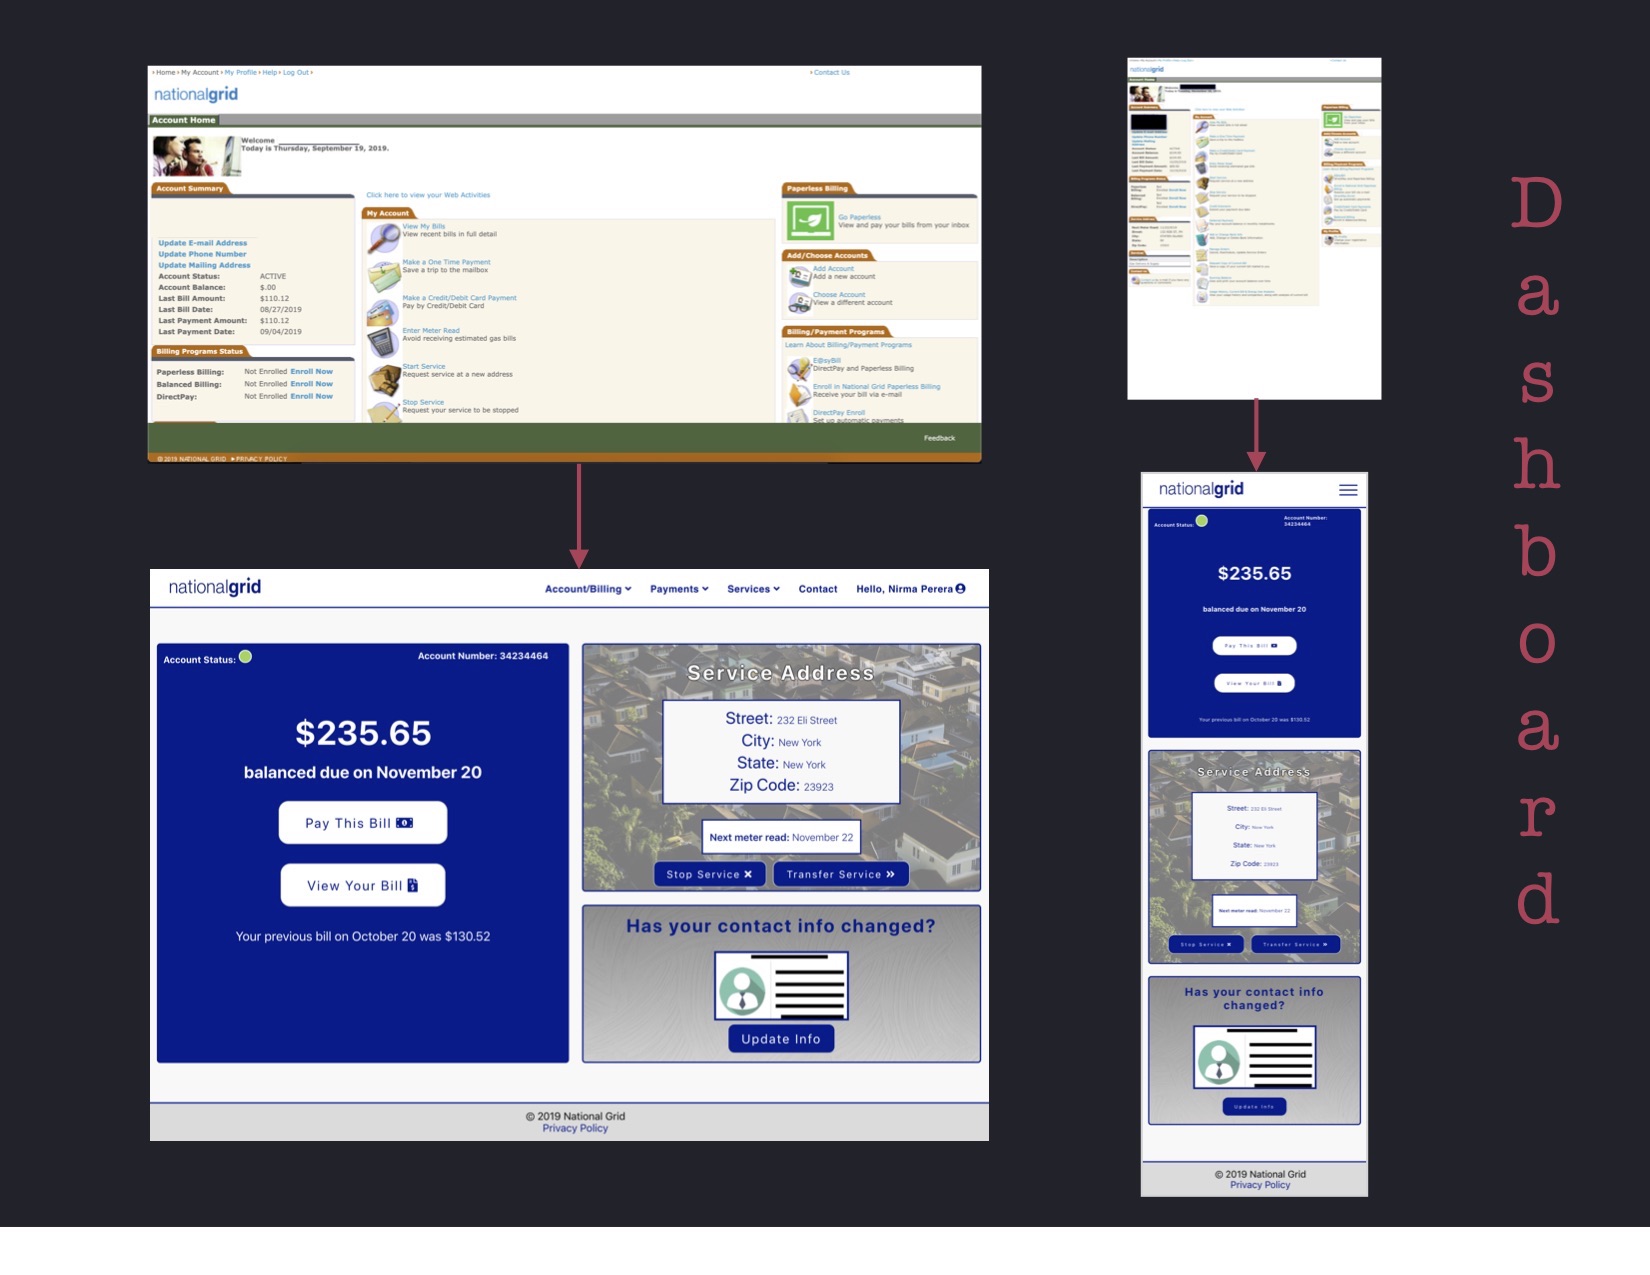 › Home › My Account › My Profile › Help › Log Out ›
› Contact Us
nationalgrid
Account Home
Welcome
Today is Thursday, September 19, 2019.
Account Summary
Update E-mail Address
Update Phone Number
Update Mailing Address
Account Status: ACTIVE
Account Balance: $.00
Last Bill Amount: $110.12
Last Bill Date: 08/27/2019
Last Payment Amount: $110.12
Last Payment Date: 09/04/2019
Billing Programs Status
Paperless Billing: Not Enrolled Enroll Now
Balanced Billing: Not Enrolled Enroll Now
DirectPay: Not Enrolled Enroll Now
Click here to view your Web Activities
My Account
View My Bills
View recent bills in full detail
Make a One Time Payment
Save a trip to the mailbox
Make a Credit/Debit Card Payment
Pay by Credit/Debit Card
Enter Meter Read
Avoid receiving estimated gas bills
Start Service
Request service at a new address
Stop Service
Request your service to be stopped
Paperless Billing
Go Paperless
View and pay your bills from your inbox
Add/Choose Accounts
Add Account
Add a new account
Choose Account
View a different account
Billing/Payment Programs
Learn About Billing/Payment Programs
E@syBill
DirectPay and Paperless Billing
Enroll in National Grid Paperless Billing
Receive your bill via e-mail
DirectPay Enroll
Set up automatic payments
Feedback
© 2019 NATIONAL GRID ▸PRIVACY POLICY
nationalgrid
Account Home
nationalgrid
Account/Billing Payments Services Contact Hello, Nirma Perera
Account Status:
Account Number: 34234464
$235.65
balanced due on November 20
Pay This Bill
View Your Bill
Your previous bill on October 20 was $130.52
Service Address
Street: 232 Eli Street
City: New York
State: New York
Zip Code: 23923
Next meter read: November 22
Stop Service
Transfer Service
Has your contact info changed?
Update Info
© 2019 National Grid
Privacy Policy
nationalgrid
Account Status:
Account Number:
34234464
$235.65
balanced due on November 20
Pay This Bill
View Your Bill
Your previous bill on October 20 was $130.52
Service Address
Street: 232 Eli Street
City: New York
State: New York
Zip Code: 23923
Next meter read: November 22
Stop Service
Transfer Service
Has your contact info
changed?
Update Info
© 2019 National Grid
Privacy Policy
Dashboard